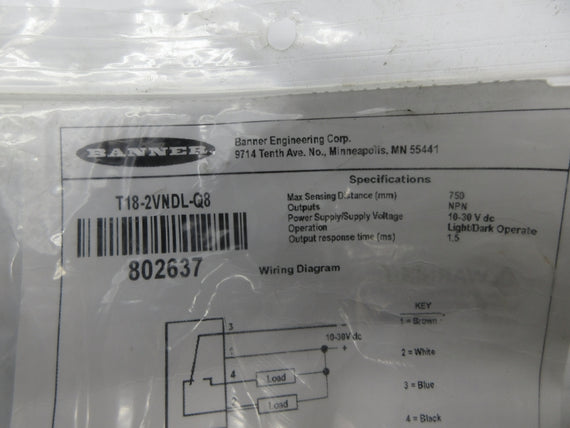 BANNER
Banner Engineering Corp.
9714 Tenth Ave. No., Minneapolis, MN 55441
T18-2VNDL-Q8
802637
Specifications
Max Sensing Distance (mm) 750
Outputs NPN
Power Supply/Supply Voltage 10-30 V dc
Operation Light/Dark Operate
Output response time (ms) 1.5
Wiring Diagram
KEY
1 = Brown
2 = White
3 = Blue
4 = Black
3
10-30V dc
1
+
4
Load
2
Load